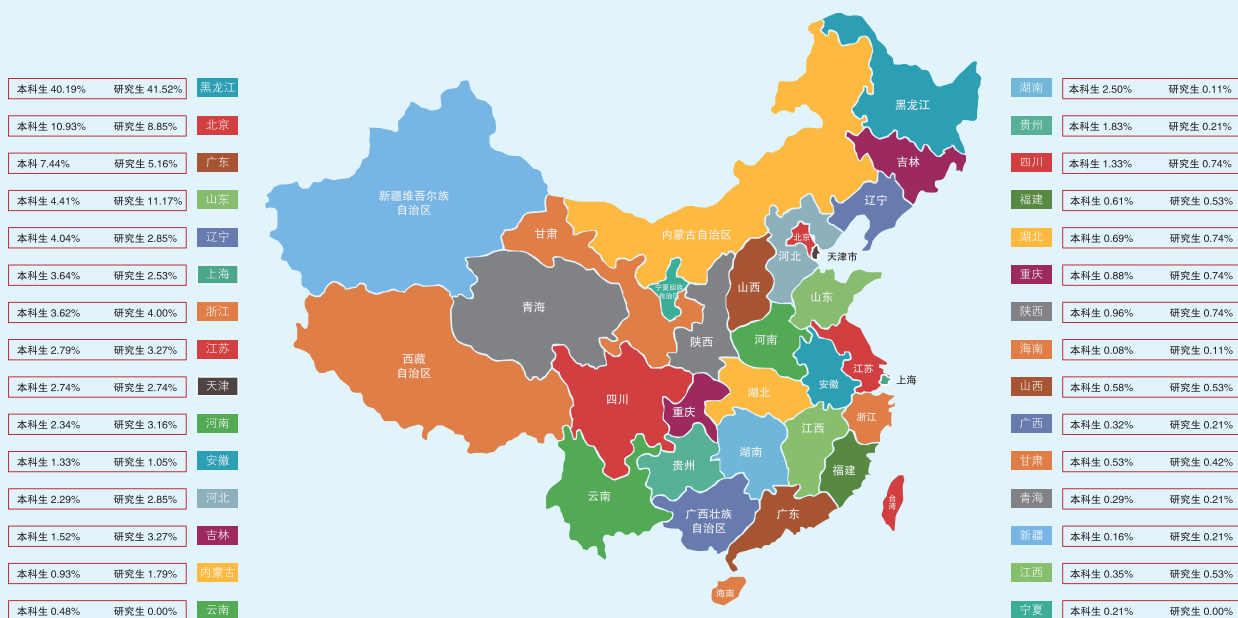 本科生 40.19% 研究生 41.52% 黑龙江
本科生 10.93% 研究生 8.85% 北京
本科 7.44% 研究生 5.16% 广东
本科生 4.41% 研究生 11.17% 山东
本科生 4.04% 研究生 2.85% 辽宁
本科生 3.64% 研究生 2.53% 上海
本科生 3.62% 研究生 4.00% 浙江
本科生 2.79% 研究生 3.27% 江苏
本科生 2.74% 研究生 2.74% 天津
本科生 2.34% 研究生 3.16% 河南
本科生 1.33% 研究生 1.05% 安徽
本科生 2.29% 研究生 2.85% 河北
本科生 1.52% 研究生 3.27% 吉林
本科生 0.93% 研究生 1.79% 内蒙古
本科生 0.48% 研究生 0.00% 云南
黑龙江
吉林
辽宁
新疆维吾尔族
自治区
内蒙古自治区
甘肃
北京
天津市
河北
宁夏回族
自治区
山西
山东
青海
陕西
河南
西藏
自治区
江苏
上海
安徽
四川
重庆
湖北
浙江
江西
湖南
贵州
福建
云南
广西壮族
自治区
广东
台湾
海南
湖南 本科生 2.50% 研究生 0.11%
贵州 本科生 1.83% 研究生 0.21%
四川 本科生 1.33% 研究生 0.74%
福建 本科生 0.61% 研究生 0.53%
湖北 本科生 0.69% 研究生 0.74%
重庆 本科生 0.88% 研究生 0.74%
陕西 本科生 0.96% 研究生 0.74%
海南 本科生 0.08% 研究生 0.11%
山西 本科生 0.58% 研究生 0.53%
广西 本科生 0.32% 研究生 0.21%
甘肃 本科生 0.53% 研究生 0.42%
青海 本科生 0.29% 研究生 0.21%
新疆 本科生 0.16% 研究生 0.21%
江西 本科生 0.35% 研究生 0.53%
宁夏 本科生 0.21% 研究生 0.00%